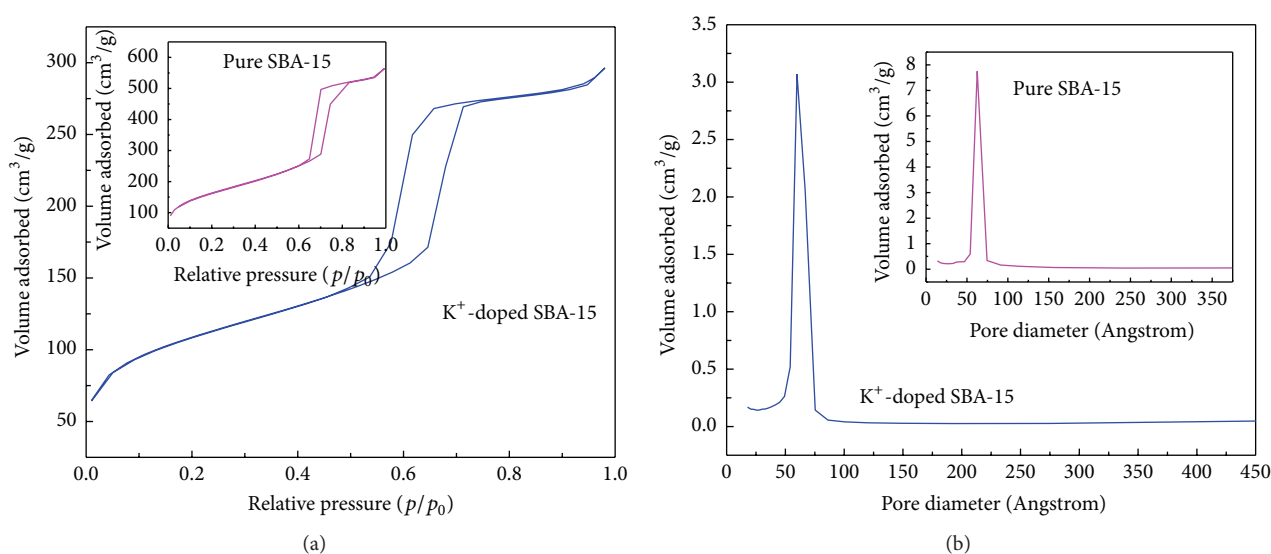 300
250
200
150
100
50
Volume adsorbed (cm³/g)
0.0 0.2 0.4 0.6 0.8 1.0
Relative pressure (p/p₀)
K⁺-doped SBA-15
600
500
400
300
200
100
Volume adsorbed (cm³/g)
Pure SBA-15
0.0 0.2 0.4 0.6 0.8 1.0
Relative pressure (p/p₀)
(a)
3.5
3.0
2.5
2.0
1.5
1.0
0.5
0.0
Volume adsorbed (cm³/g)
0 50 100 150 200 250 300 350 400 450
Pore diameter (Angstrom)
K⁺-doped SBA-15
8
7
6
5
4
3
2
1
0
Volume adsorbed (cm³/g)
Pure SBA-15
0 50 100 150 200 250 300 350
Pore diameter (Angstrom)
(b)